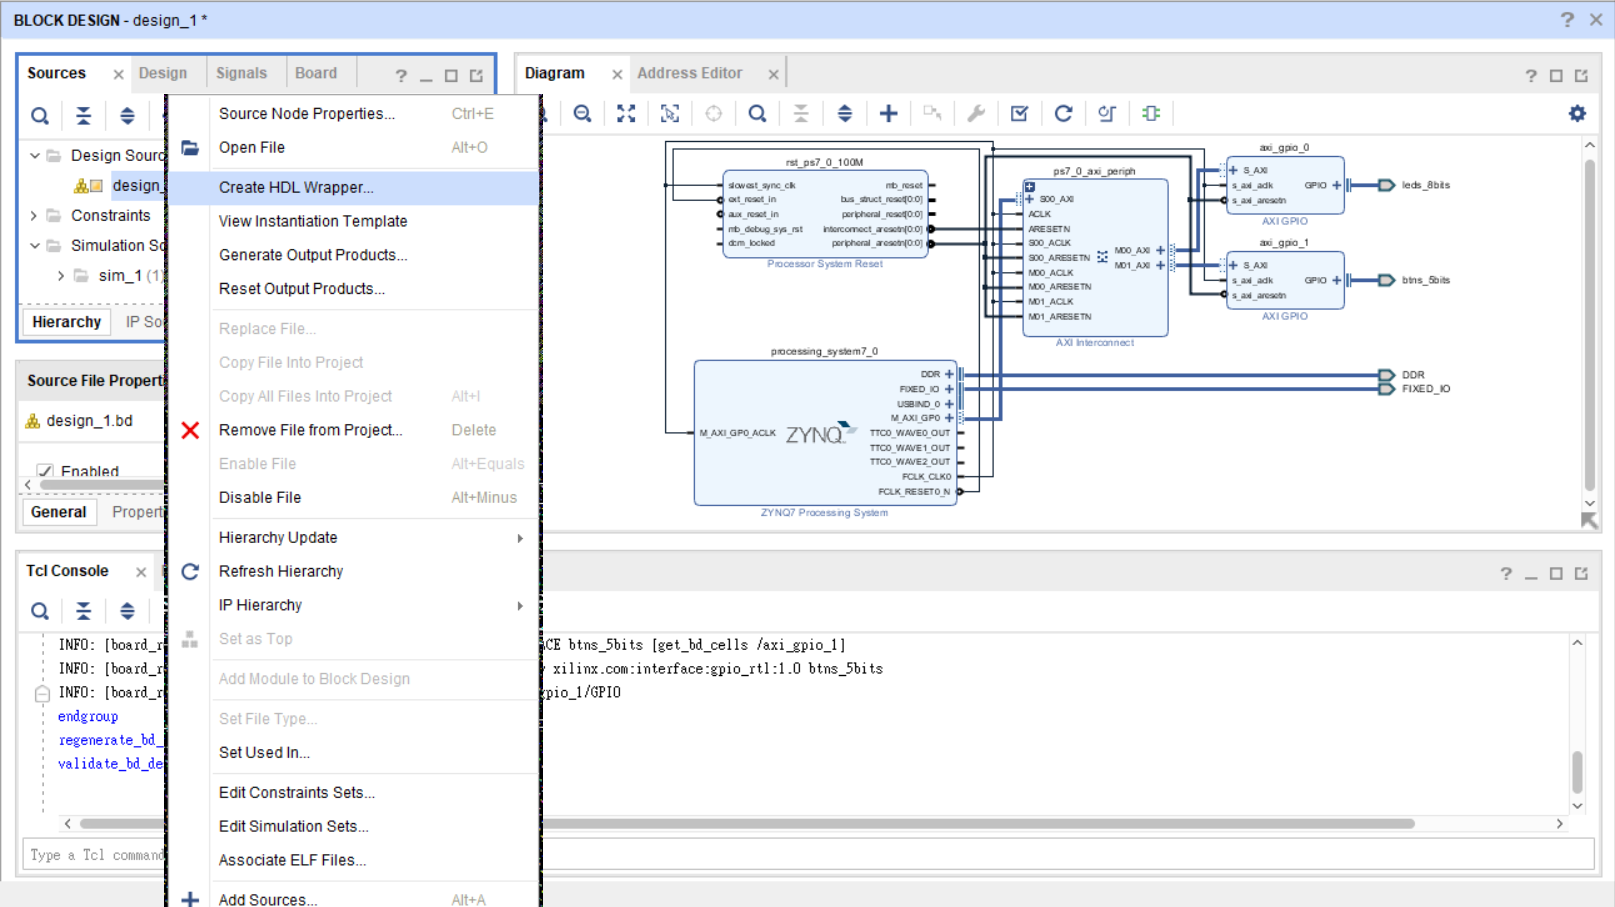 BLOCK DESIGN - design_1 *
Sources
Design
Signals
Board
Diagram
Address Editor
Design Sourc
design_
Constraints
Simulation So
sim_1 (1)
Hierarchy
IP So
Source File Properti
design_1.bd
Enabled
General
Propert
Source Node Properties... Ctrl+E
Open File Alt+O
Create HDL Wrapper...
View Instantiation Template
Generate Output Products...
Reset Output Products...
Replace File...
Copy File Into Project
Copy All Files Into Project Alt+I
Remove File from Project... Delete
Enable File Alt+Equals
Disable File Alt+Minus
Hierarchy Update
Refresh Hierarchy
IP Hierarchy
Set as Top
Add Module to Block Design
Set File Type...
Set Used In...
Edit Constraints Sets...
Edit Simulation Sets...
Associate ELF Files...
Add Sources... Alt+A
rst_ps7_0_100M
slowest_sync_clk
ext_reset_in
aux_reset_in
mb_debug_sys_rst
dcm_locked
mb_reset
bus_struct_reset[0:0]
peripheral_reset[0:0]
interconnect_aresetn[0:0]
peripheral_aresetn[0:0]
Processor System Reset
ps7_0_axi_periph
S00_AXI
ACLK
ARESETN
S00_ACLK
S00_ARESETN
M00_ACLK
M00_ARESETN
M01_ACLK
M01_ARESETN
M00_AXI
M01_AXI
AXI Interconnect
axi_gpio_0
S_AXI
s_axi_aclk
s_axi_aresetn
GPIO
AXI GPIO
leds_8bits
axi_gpio_1
S_AXI
s_axi_aclk
s_axi_aresetn
GPIO
AXI GPIO
btns_5bits
processing_system7_0
M_AXI_GP0_ACLK
ZYNQ
DDR
FIXED_IO
USBIND_0
M_AXI_GP0
TTC0_WAVE0_OUT
TTC0_WAVE1_OUT
TTC0_WAVE2_OUT
FCLK_CLK0
FCLK_RESET0_N
ZYNQ7 Processing System
DDR
FIXED_IO
Tcl Console
INFO: [board_r CE btns_5bits [get_bd_cells /axi_gpio_1]
INFO: [board_r xilinx.com:interface:gpio_rtl:1.0 btns_5bits
INFO: [board_r pio_1/GPIO
endgroup
regenerate_bd_
validate_bd_de
Type a Tcl command